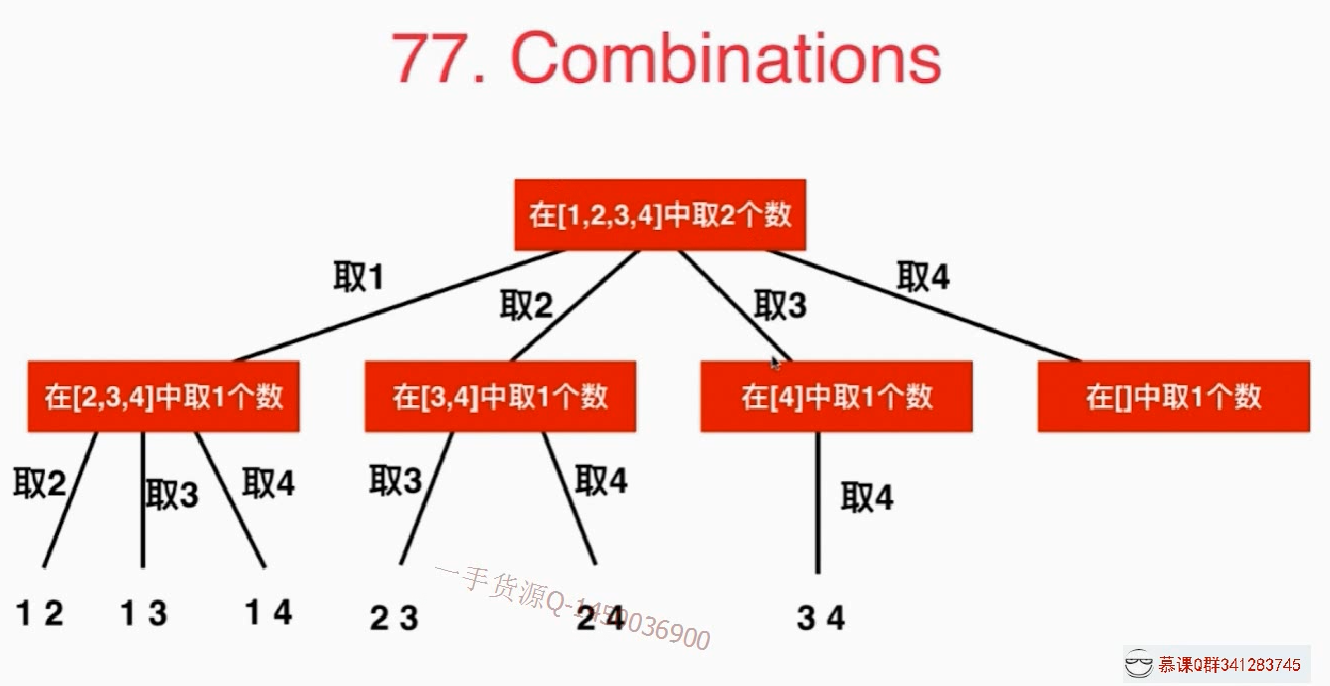 77. Combinations
在[1,2,3,4]中取2个数
取1
取2
取3
取4
在[2,3,4]中取1个数
在[3,4]中取1个数
在[4]中取1个数
在[]中取1个数
取2
取3
取4
取3
取4
取4
1 2
1 3
1 4
2 3
2 4
3 4
一手货源Q-1459036900
慕课Q群341283745